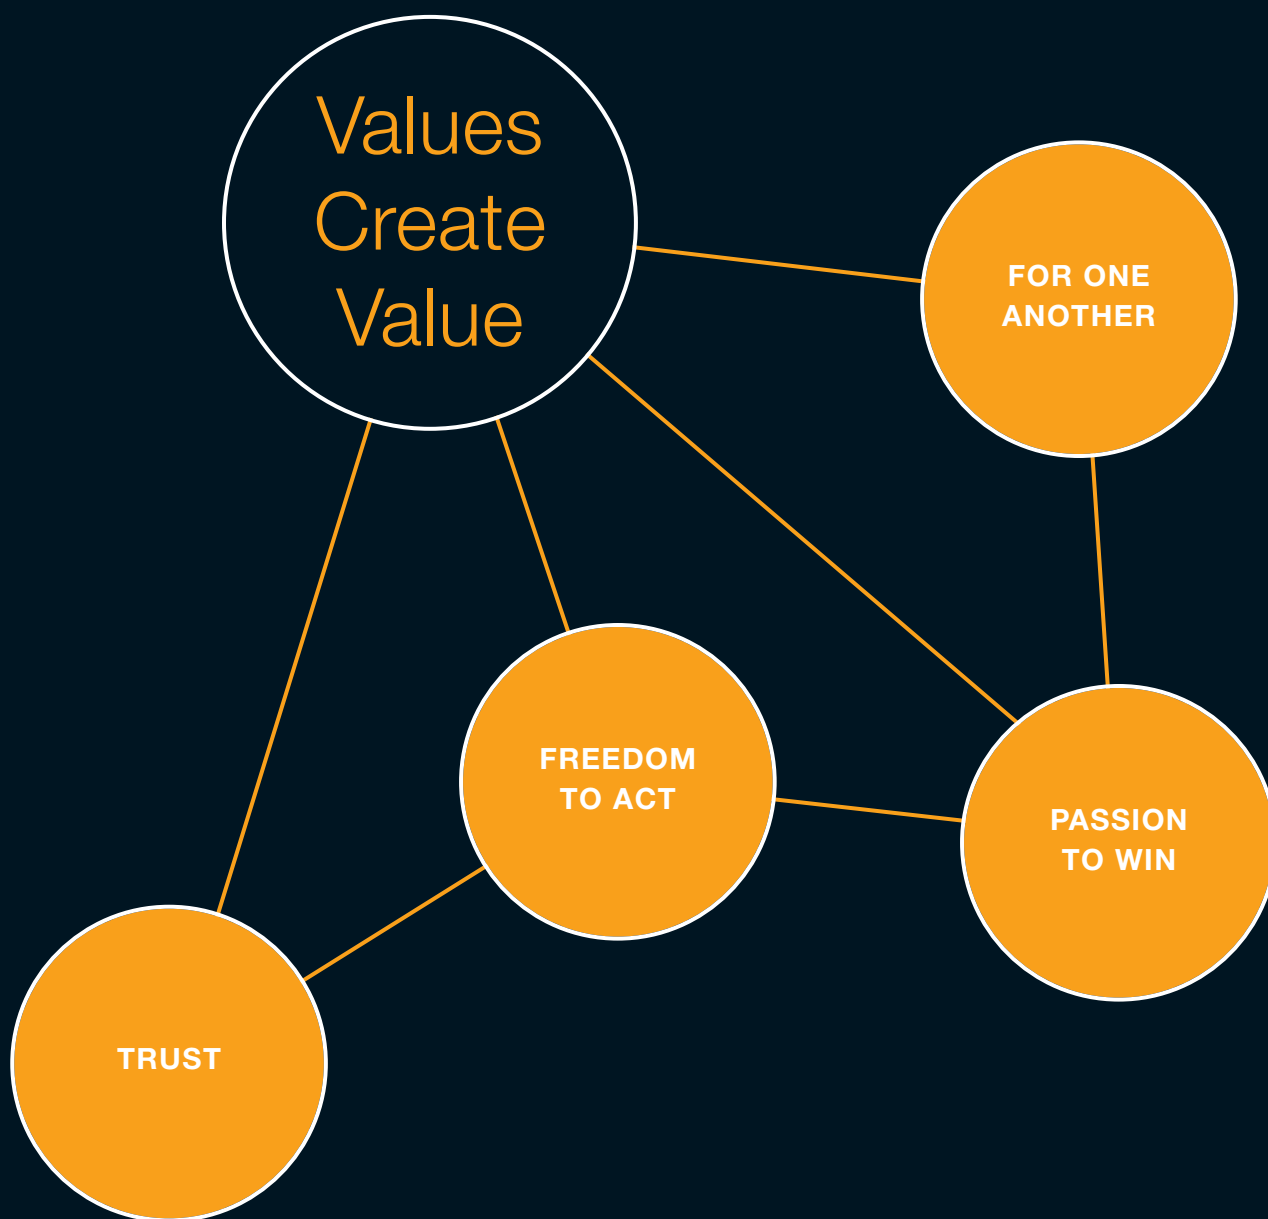 Values
Create
Value
FOR ONE
ANOTHER
FREEDOM
TO ACT
PASSION
TO WIN
TRUST